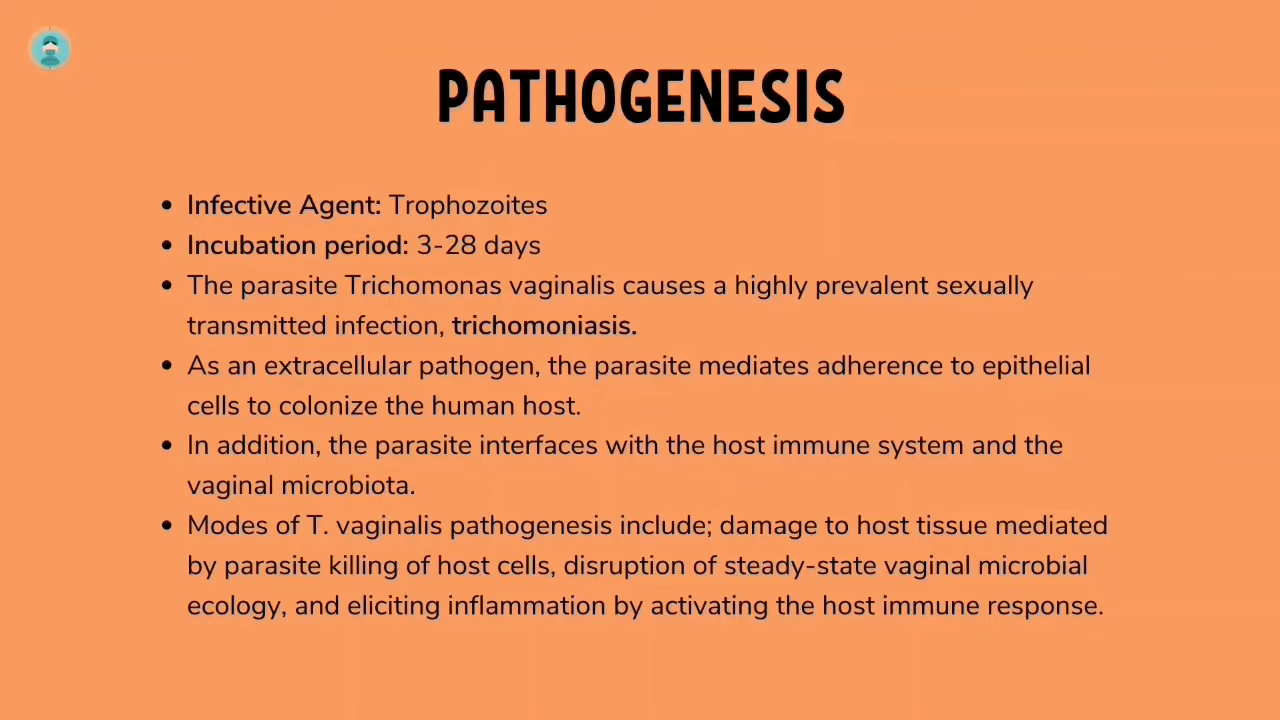 PATHOGENESIS
• Infective Agent: Trophozoites
• Incubation period: 3-28 days
• The parasite Trichomonas vaginalis causes a highly prevalent sexually
transmitted infection, trichomoniasis.
• As an extracellular pathogen, the parasite mediates adherence to epithelial
cells to colonize the human host.
• In addition, the parasite interfaces with the host immune system and the
vaginal microbiota.
• Modes of T. vaginalis pathogenesis include; damage to host tissue mediated
by parasite killing of host cells, disruption of steady-state vaginal microbial
ecology, and eliciting inflammation by activating the host immune response.